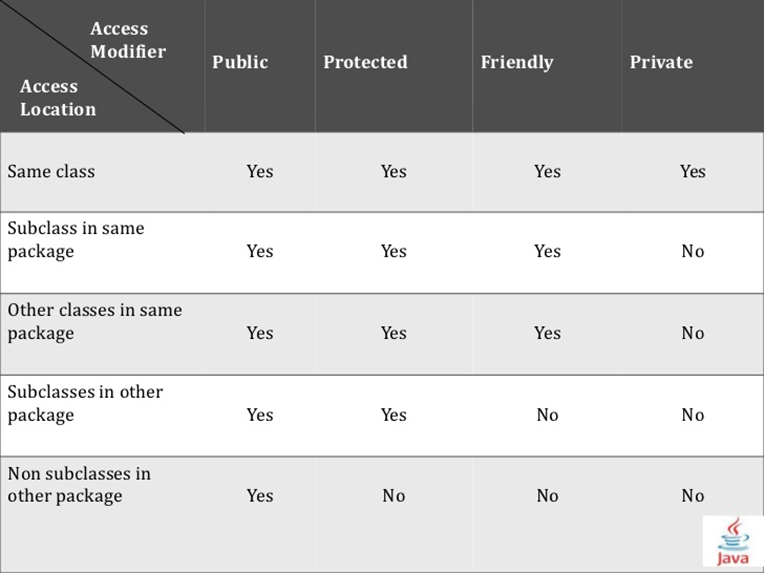 Access
Modifier
Access
Location
Public Protected Friendly Private
Same class Yes Yes Yes Yes
Subclass in same
package Yes Yes Yes No
Other classes in same
package Yes Yes Yes No
Subclasses in other
package Yes Yes No No
Non subclasses in
other package Yes No No No
Java